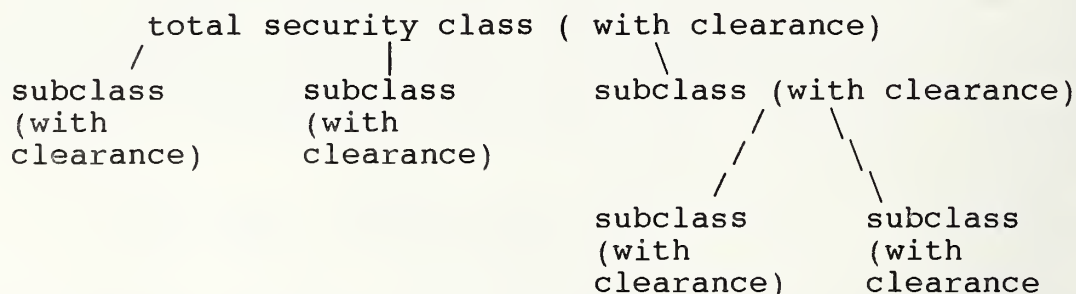 total security class ( with clearance)
subclass subclass subclass (with clearance)
(with (with
clearance) clearance)
subclass subclass
(with (with
clearance) clearance